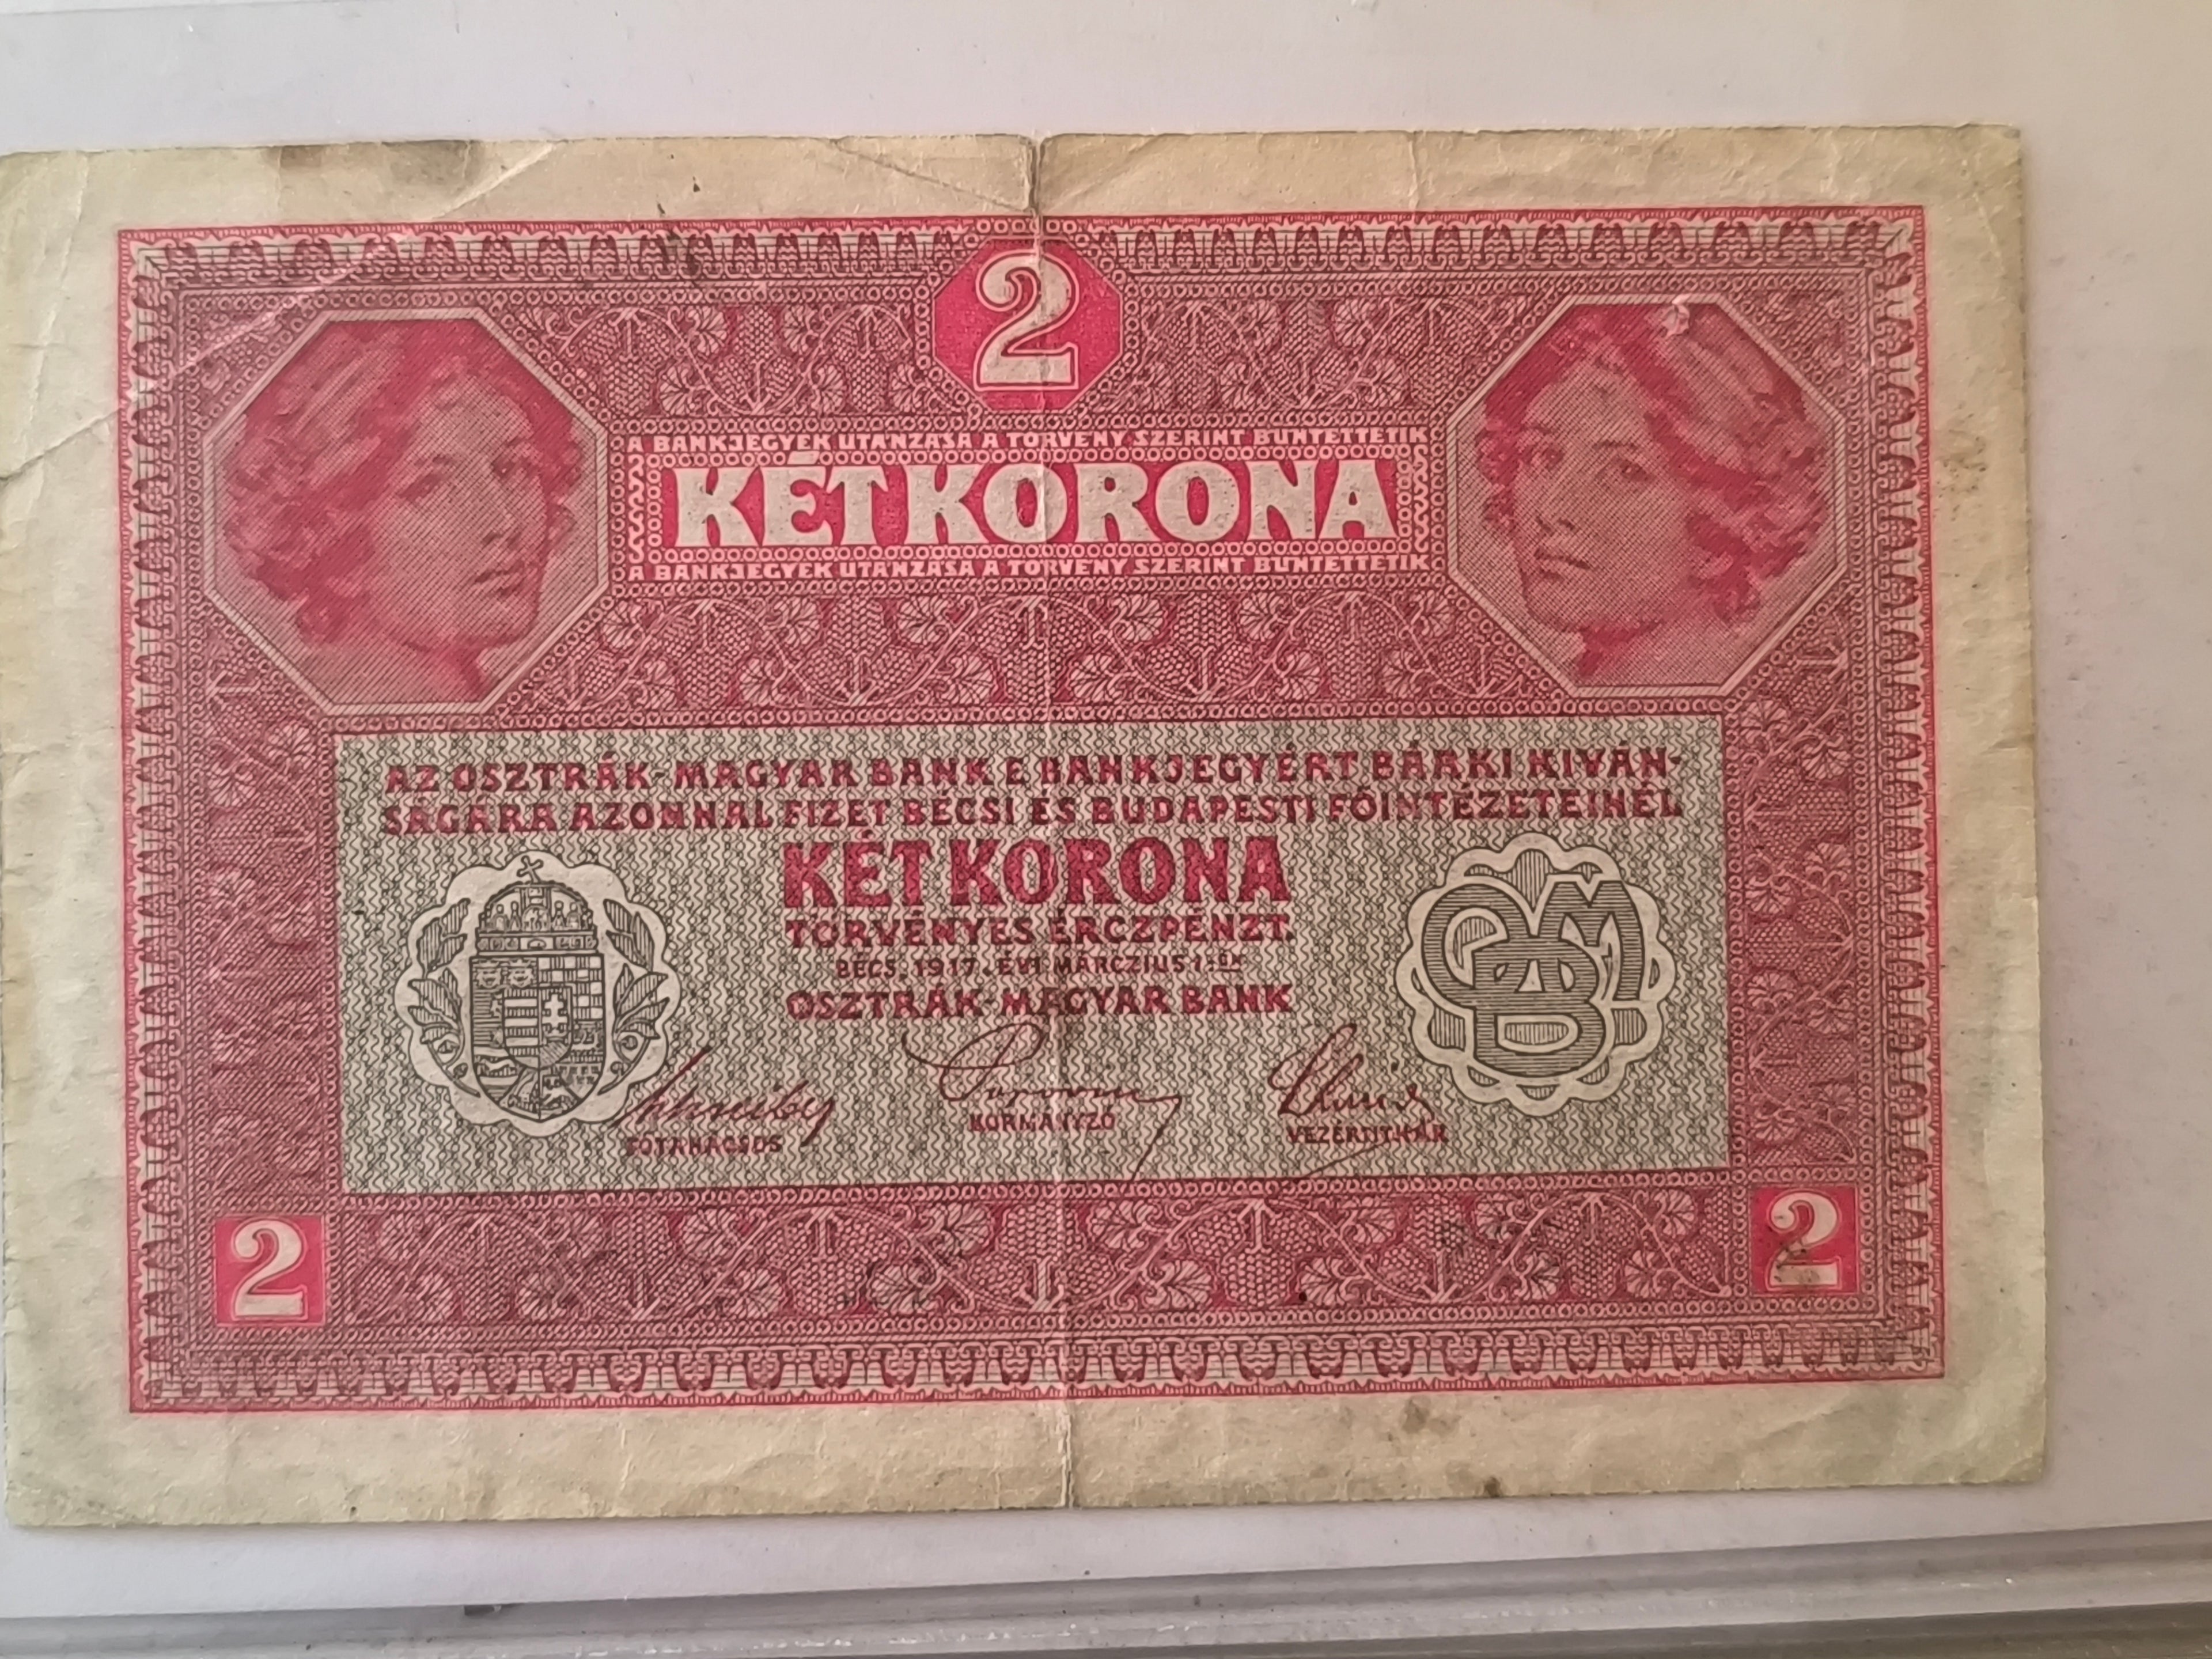 2
A BANKJEGYEK UTÁNZÁSA A TÖRVÉNY SZERINT BÜNTETTETIK
KÉT KORONA
A BANKJEGYEK UTÁNZÁSA A TÖRVÉNY SZERINT BÜNTETTETIK
AZ OSZTRÁK-MAGYAR BANK E BANKJEGYÉRT BÁRKI KIVÁN-
SÁGÁRA AZONNAL FIZET BÉCSI ÉS BUDAPESTI FŐINTÉZETEINÉL
KÉT KORONA
TÖRVÉNYES ÉRCZPÉNZT.
BÉCS, 1917. ÉVI MÁRCZIUS 1-ÉN
OSZTRÁK-MAGYAR BANK
FŐTANÁCSOS KORMÁNYZÓ VEZÉRTITKÁR
2 2